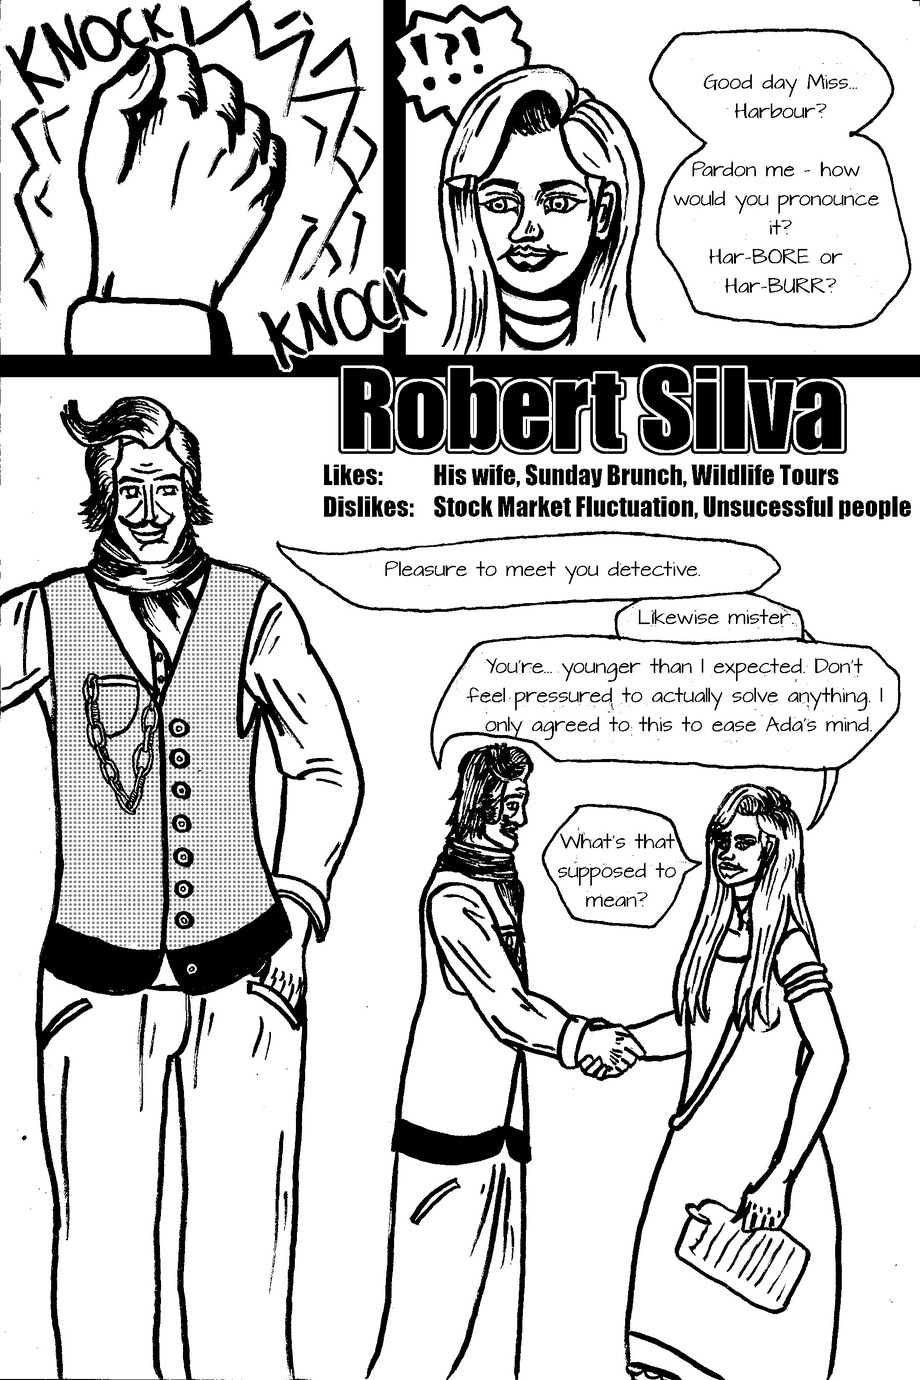 KNOCK
KNOCK
!?!
Good day Miss...
Harbour?
Pardon me - how
would you pronounce
it?
Har-BORE or
Har-BURR?
Robert Silva
Likes: His wife, Sunday Brunch, Wildlife Tours
Dislikes: Stock Market Fluctuation, Unsucessful people
Pleasure to meet you detective.
Likewise mister.
You're... younger than I expected. Don't
feel pressured to actually solve anything. I
only agreed to this to ease Ada's mind.
What's that
supposed to
mean?